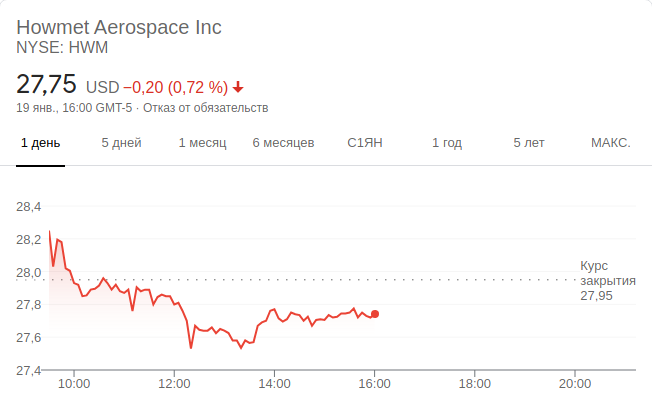 Howmet Aerospace Inc
NYSE: HWM
27,75 USD −0,20 (0,72 %)
19 янв., 16:00 GMT-5 · Отказ от обязательств
1 день 5 дней 1 месяц 6 месяцев С1ЯН 1 год 5 лет МАКС.
28,4
28,2
28,0
27,8
27,6
27,4
Курс
закрытия
27,95
10:00 12:00 14:00 16:00 18:00 20:00